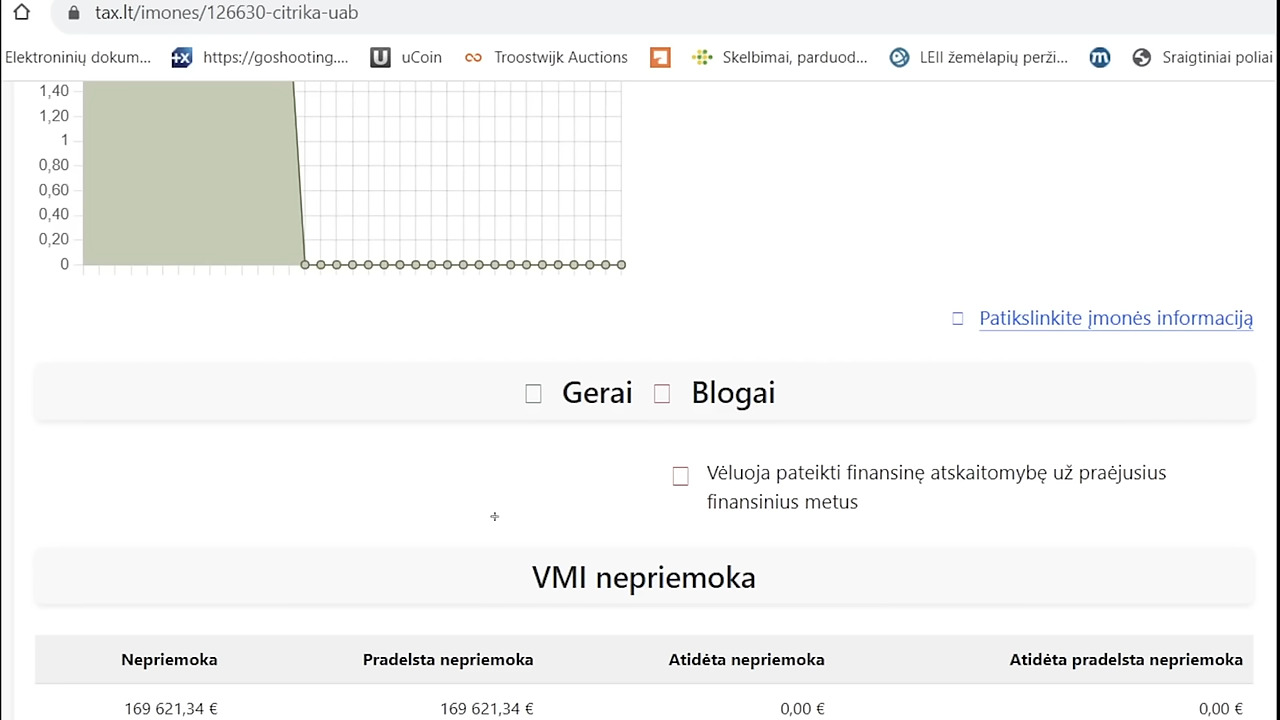 tax.lt/imones/126630-citrika-uab
Elektroninių dokum... https://goshooting.... uCoin Troostwijk Auctions Skelbimai, parduod... LEII žemėlapių perži... Sraigtiniai poliai
1,40
1,20
1
0,80
0,60
0,40
0,20
0
Patikslinkite įmonės informaciją
Gerai Blogai
Vėluoja pateikti finansinę atskaitomybę už praėjusius
finansinius metus
VMI nepriemoka
Nepriemoka Pradelsta nepriemoka Atidėta nepriemoka Atidėta pradelsta nepriemoka
169 621,34 € 169 621,34 € 0,00 € 0,00 €